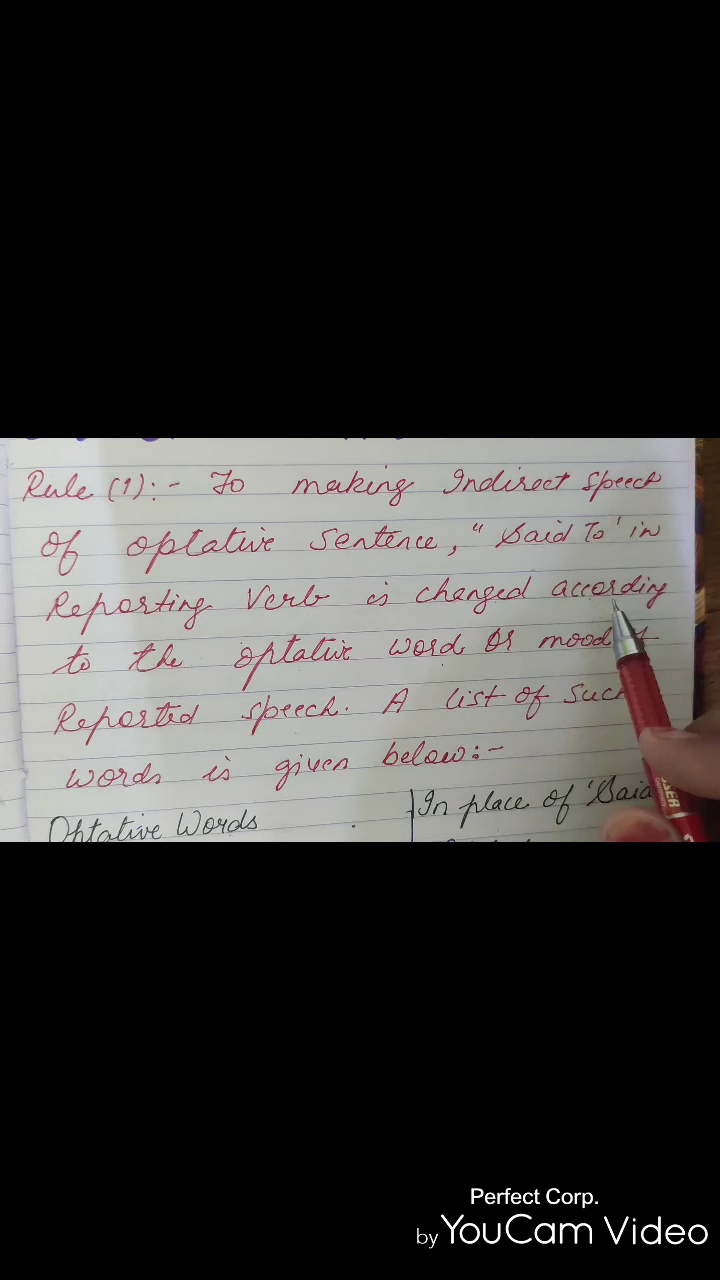 Rule (1):- To making Indirect Speech
of optative Sentence, "Said To' in
Reporting Verb is changed according
to the optative word or mood
Reported speech. A list of Such
words is given below:-
Optative Words
In place of 'Said
SER
Perfect Corp.
by YouCam Video